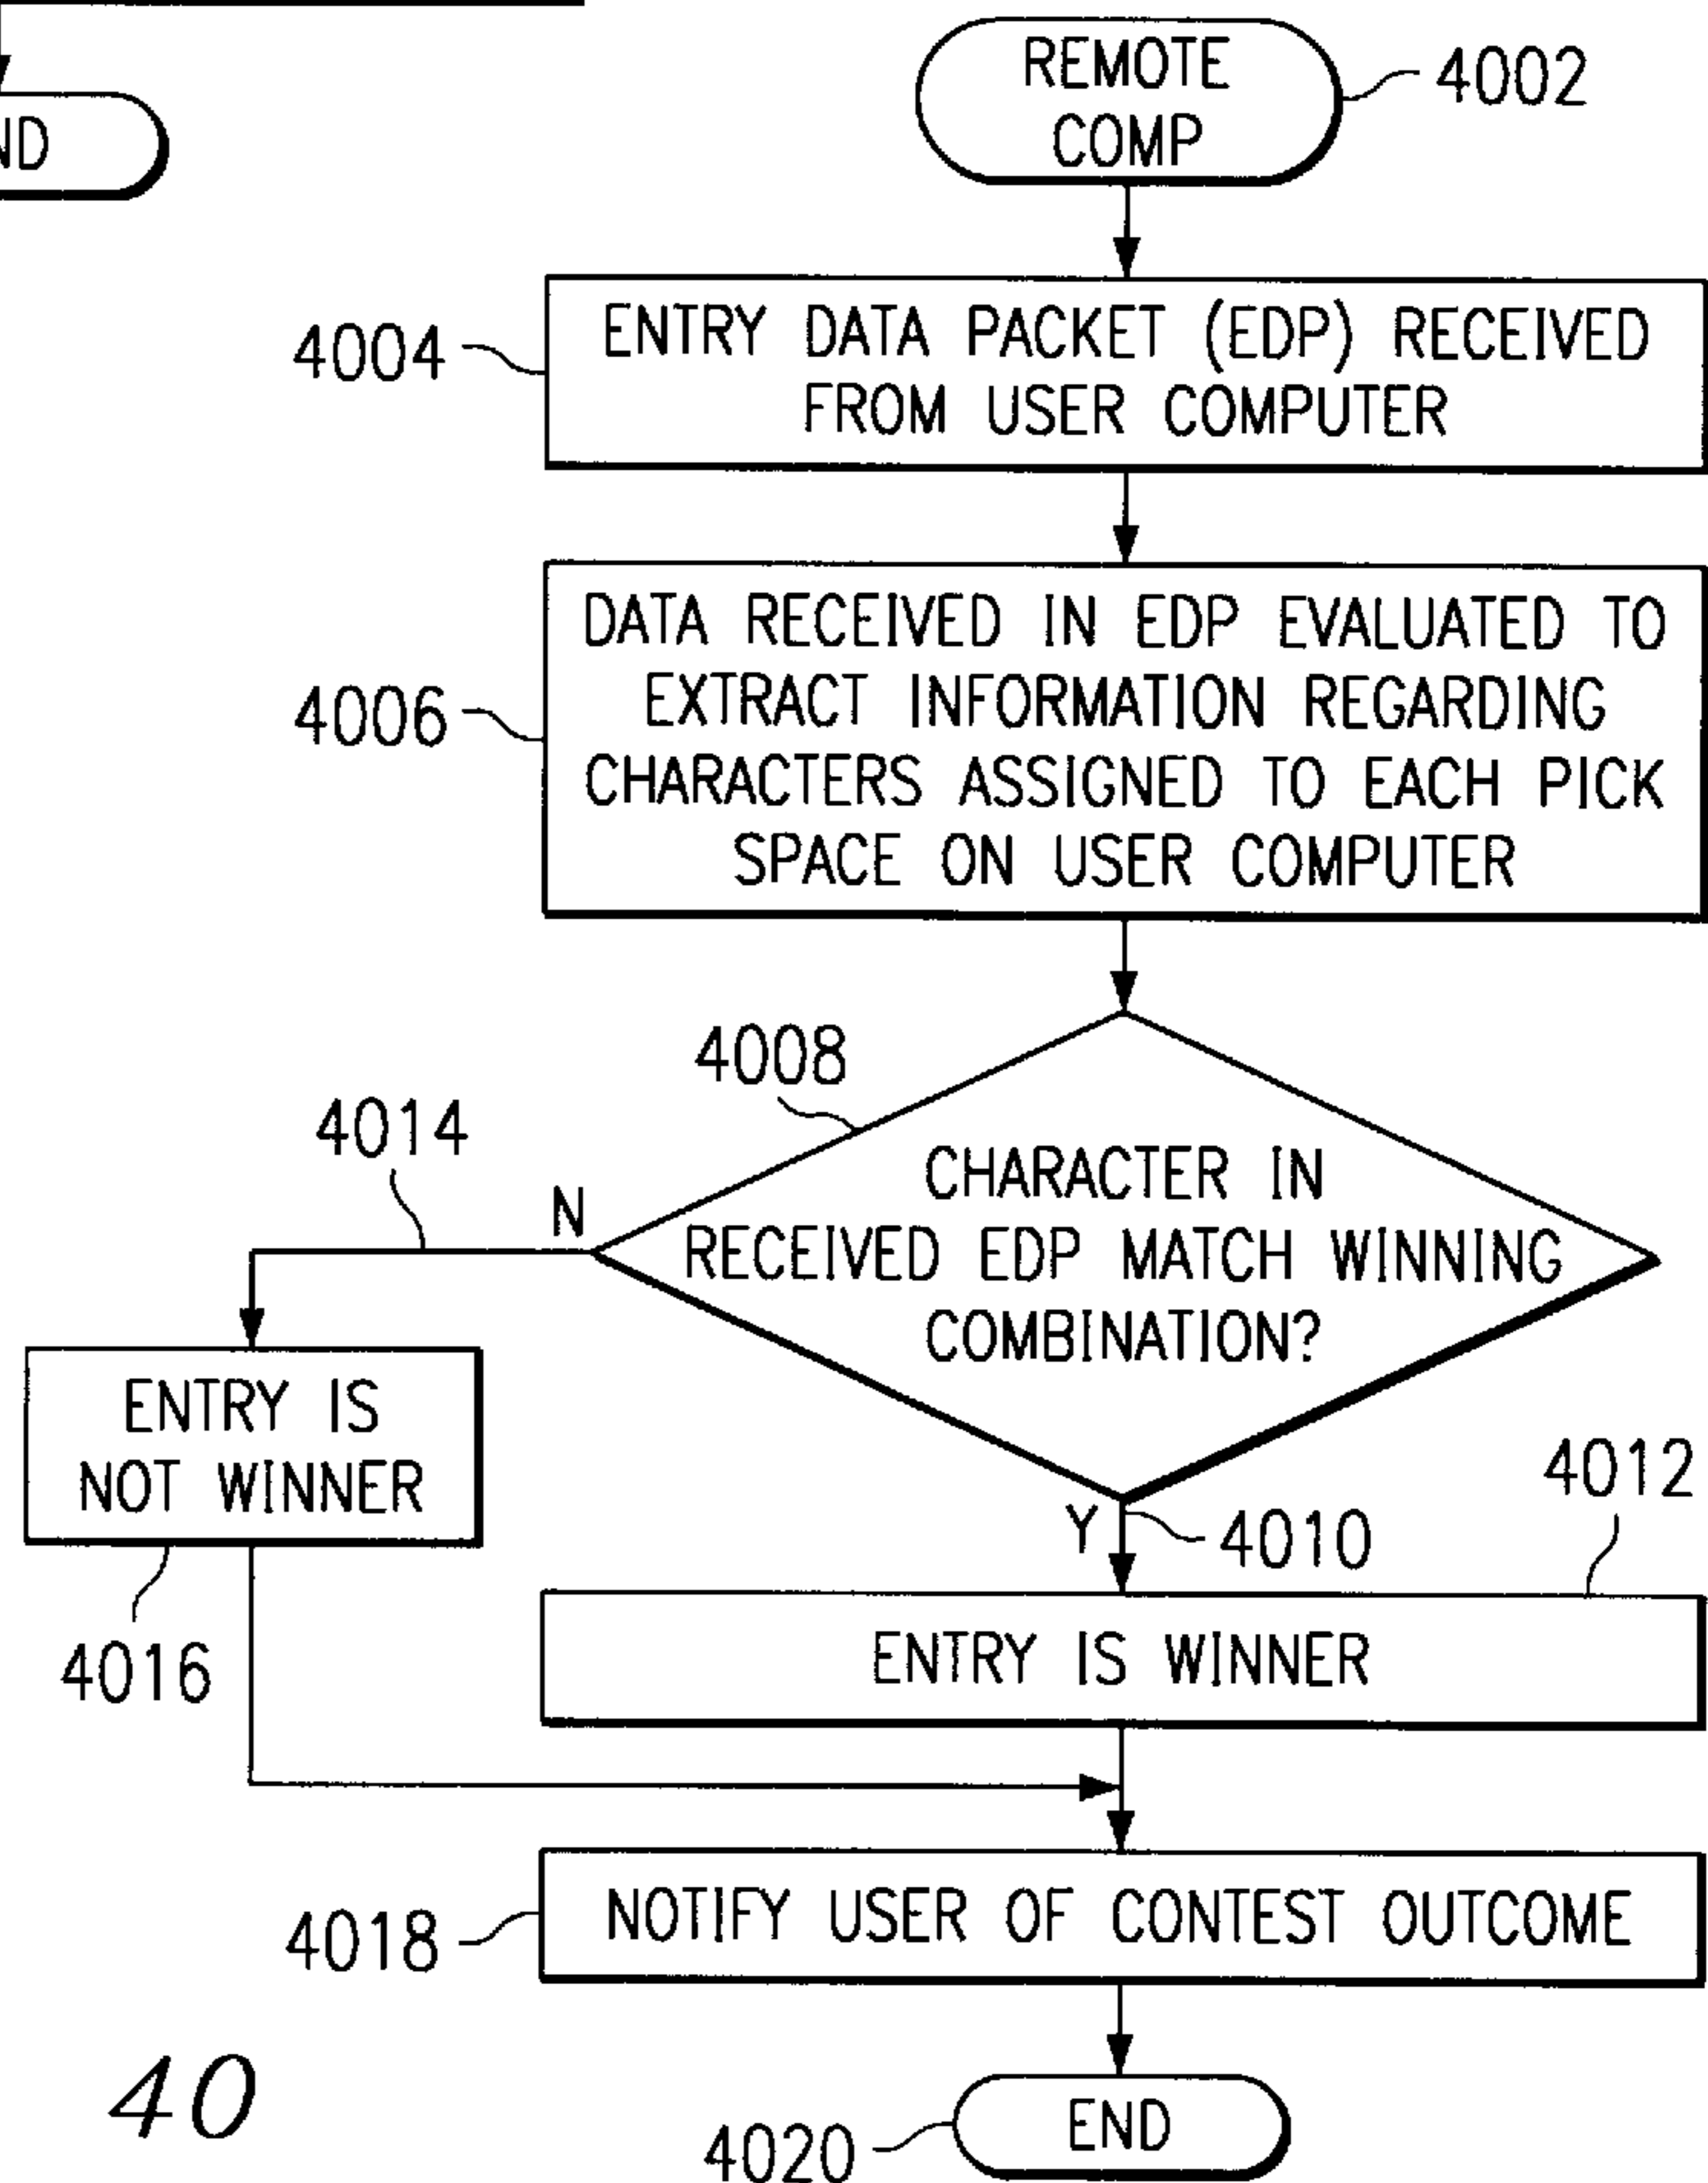 REMOTE
COMP
4002
ND
4004
ENTRY DATA PACKET (EDP) RECEIVED
FROM USER COMPUTER
4006
DATA RECEIVED IN EDP EVALUATED TO
EXTRACT INFORMATION REGARDING
CHARACTERS ASSIGNED TO EACH PICK
SPACE ON USER COMPUTER
4008
4014
N
CHARACTER IN
RECEIVED EDP MATCH WINNING
COMBINATION?
ENTRY IS
NOT WINNER
4016
Y
4010
4012
ENTRY IS WINNER
4018
NOTIFY USER OF CONTEST OUTCOME
40
4020
END